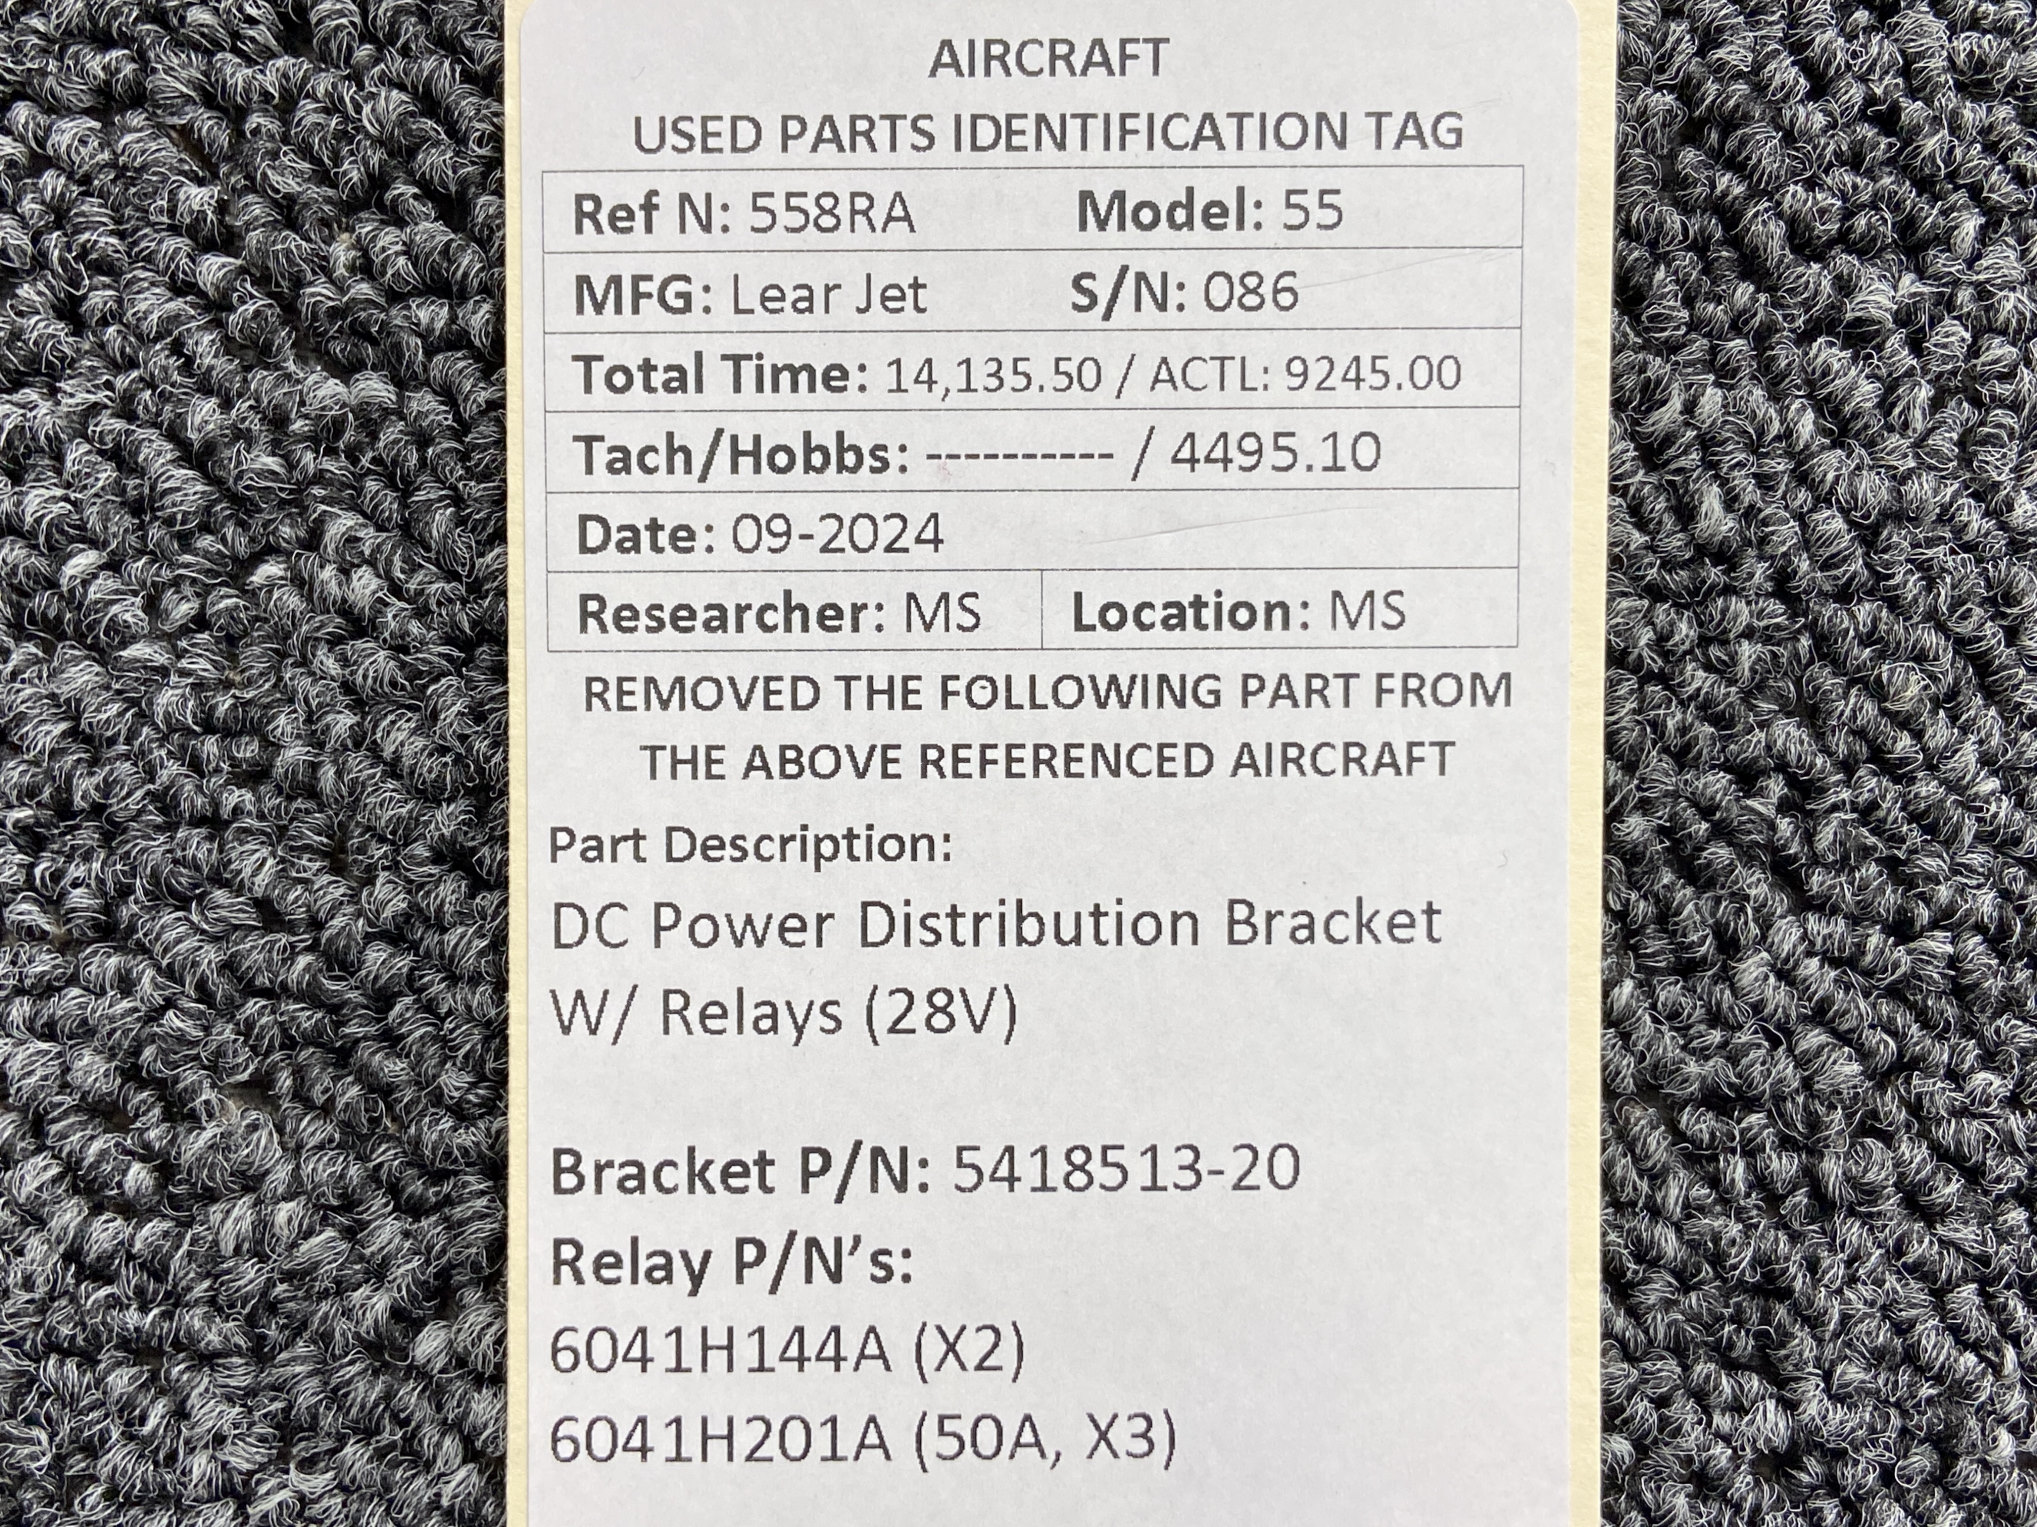 AIRCRAFT
USED PARTS IDENTIFICATION TAG
Ref N: 558RA Model: 55
MFG: Lear Jet S/N: 086
Total Time: 14,135.50 / ACTL: 9245.00
Tach/Hobbs: ---------- / 4495.10
Date: 09-2024
Researcher: MS Location: MS
REMOVED THE FOLLOWING PART FROM
THE ABOVE REFERENCED AIRCRAFT
Part Description:
DC Power Distribution Bracket
W/ Relays (28V)
Bracket P/N: 5418513-20
Relay P/N’s:
6041H144A (X2)
6041H201A (50A, X3)